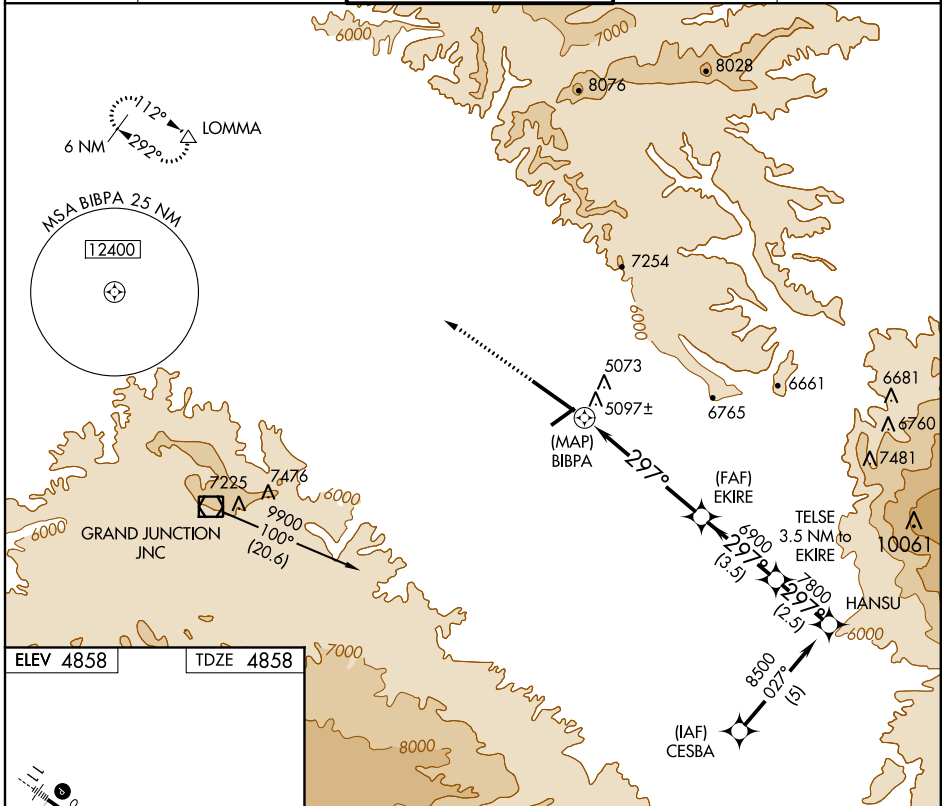 6000
7000
8076
8028
112°
292°
6 NM
LOMMA
MSA BIBPA 25 NM
12400
7254
6000
5073
5097±
6661
6765
6681
6760
7481
10061
(MAP)
BIBPA
297°
(FAF)
EKIRE
TELSE
3.5 NM to
EKIRE
6900
297°
(3.5)
7800
297°
(2.5)
HANSU
6000
8500
027°
(5)
(IAF)
CESBA
7225
7476
6000
6000
GRAND JUNCTION
JNC
9900
100°
(20.6)
7000
8000
ELEV 4858
TDZE 4858
P